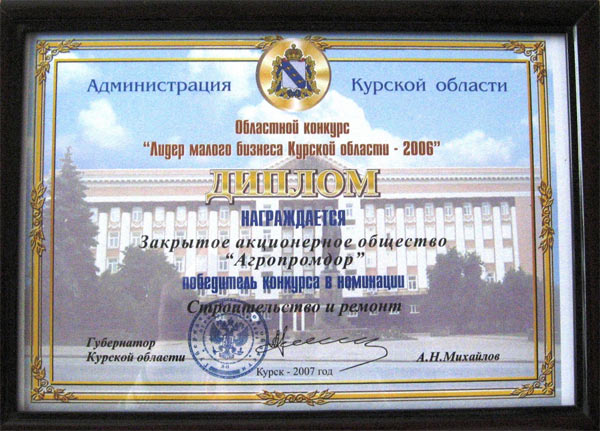 Администрация Курской области
Областной конкурс
“Лидер малого бизнеса Курской области - 2006”
ДИПЛОМ
НАГРАЖДАЕТСЯ
Закрытое акционерное общество
“Агропромдор”
победитель конкурса в номинации
Строительство и ремонт
Губернатор
Курской области
А.Н.Михайлов
Курск - 2007 год